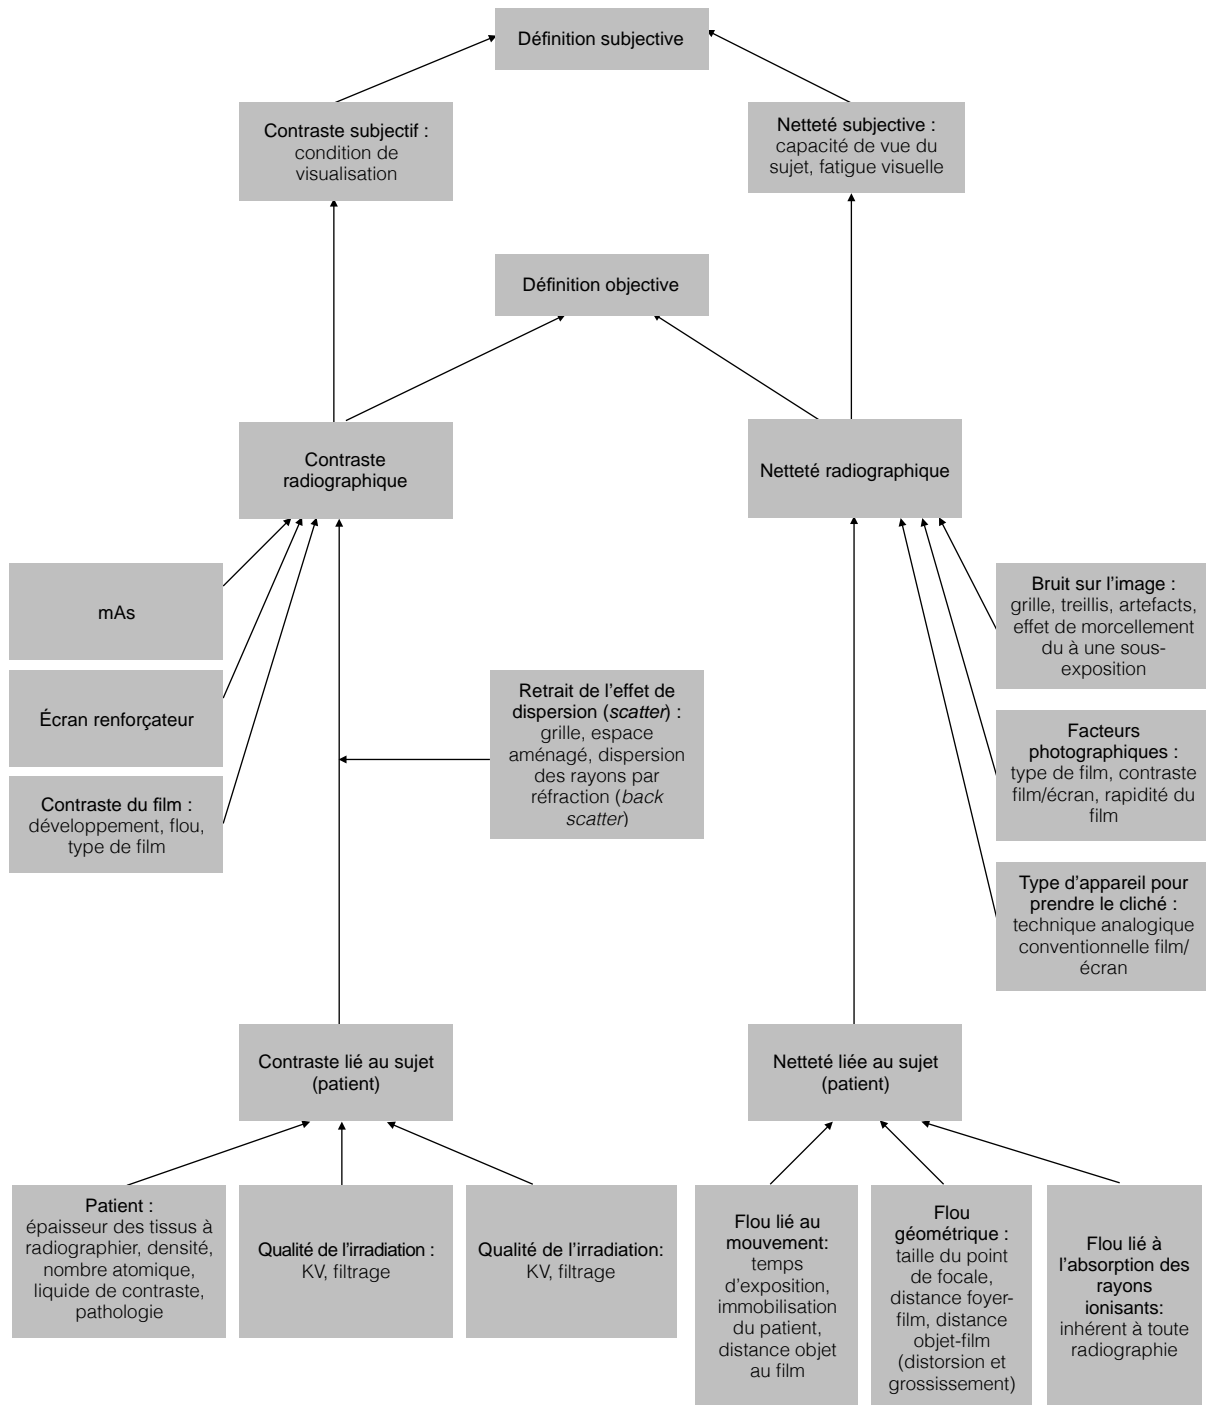 Définition subjective
Contraste subjectif :
condition de
visualisation
Netteté subjective :
capacité de vue du
sujet, fatigue visuelle
Définition objective
Contraste
radiographique
Netteté radiographique
mAs
Écran renforçateur
Contraste du film :
développement, flou,
type de film
Retrait de l’effet de
dispersion (scatter) :
grille, espace
aménagé, dispersion
des rayons par
réfraction (back
scatter)
Bruit sur l’image :
grille, treillis, artefacts,
effet de morcellement
du à une sous-
exposition
Facteurs
photographiques :
type de film, contraste
film/écran, rapidité du
film
Type d’appareil pour
prendre le cliché :
technique analogique
conventionnelle film/
écran
Contraste lié au sujet
(patient)
Netteté liée au sujet
(patient)
Patient :
épaisseur des tissus à
radiographier, densité,
nombre atomique,
liquide de contraste,
pathologie
Qualité de l’irradiation :
KV, filtrage
Qualité de l’irradiation:
KV, filtrage
Flou lié au
mouvement:
temps
d’exposition,
immobilisation
du patient,
distance objet
au film
Flou
géométrique :
taille du point
de focale,
distance foyer-
film, distance
objet-film
(distorsion et
grossissement)
Flou lié à
l’absorption des
rayons
ionisants:
inhérent à toute
radiographie